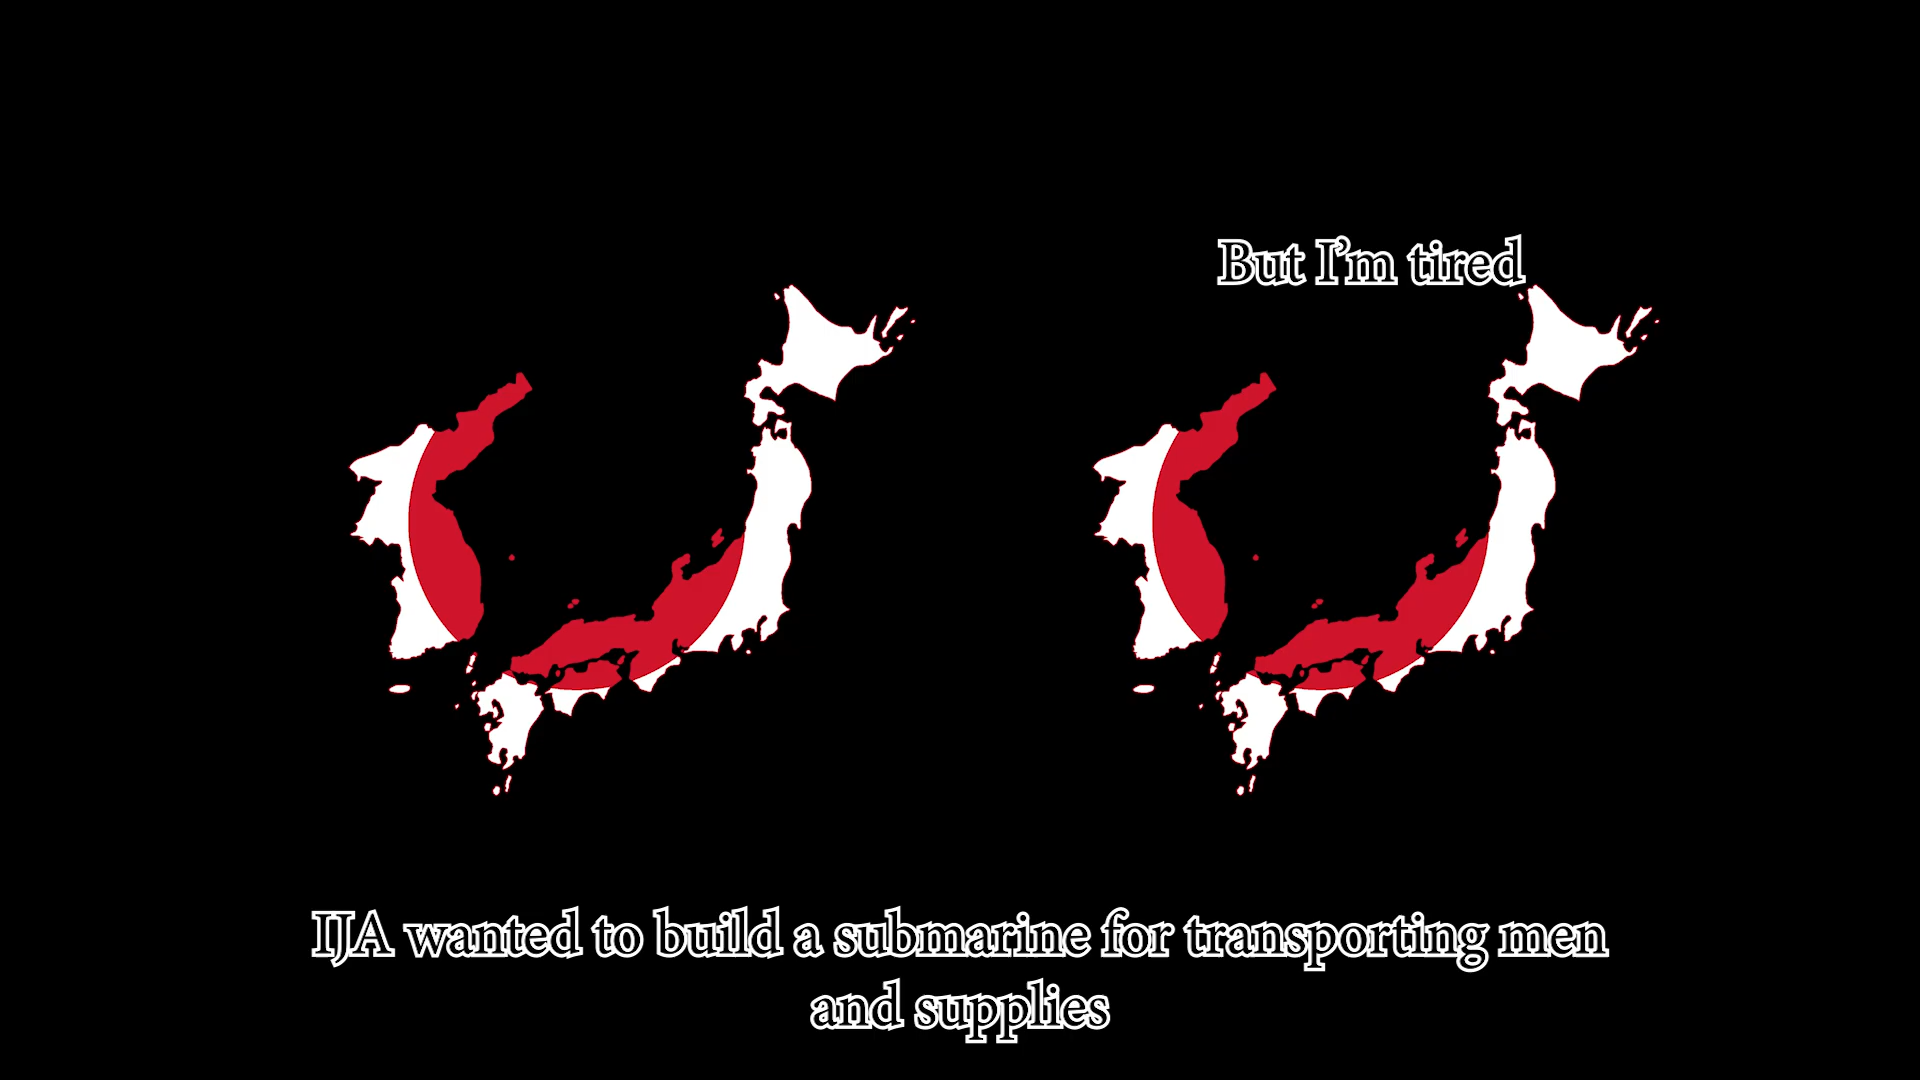 But I'm tired
IJA wanted to build a submarine for transporting men
and supplies